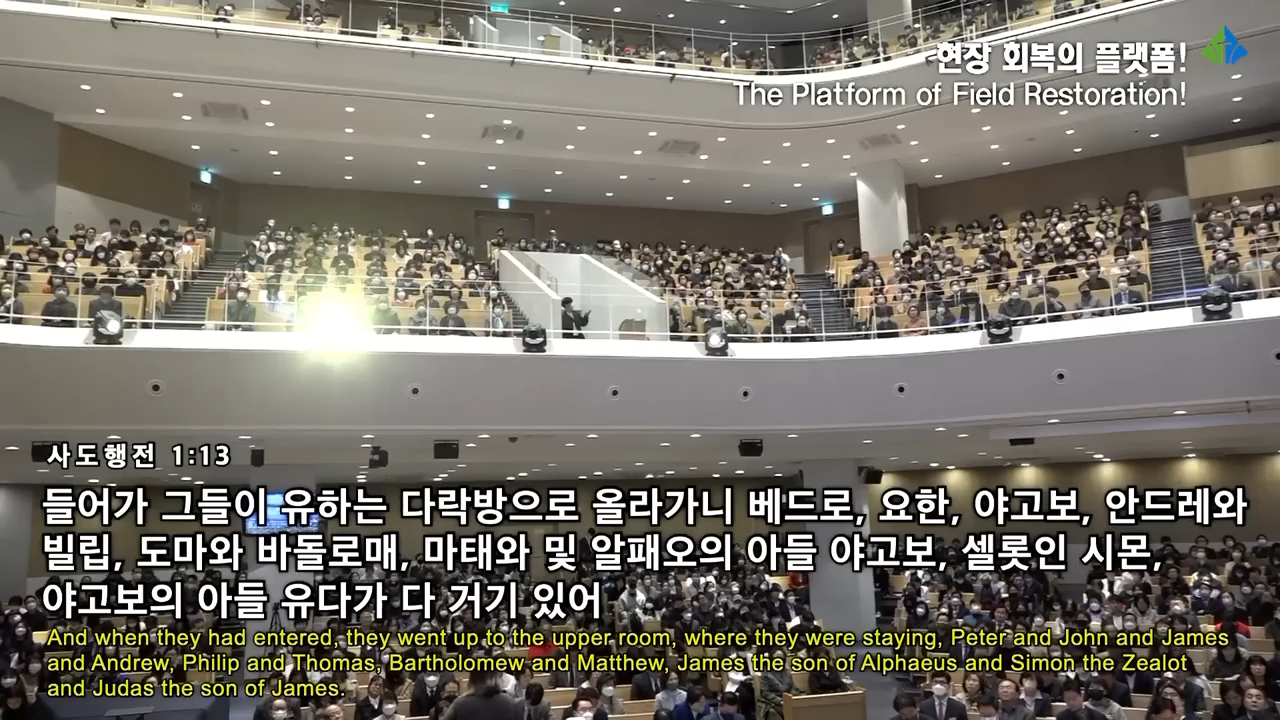 현장 회복의 플랫폼!
The Platform of Field Restoration!
사도행전 1:13
들어가 그들이 유하는 다락방으로 올라가니 베드로, 요한, 야고보, 안드레와
빌립, 도마와 바돌로매, 마태와 및 알패오의 아들 야고보, 셀롯인 시몬,
야고보의 아들 유다가 다 거기 있어
And when they had entered, they went up to the upper room, where they were staying, Peter and John and James
and Andrew, Philip and Thomas, Bartholomew and Matthew, James the son of Alphaeus and Simon the Zealot
and Judas the son of James.